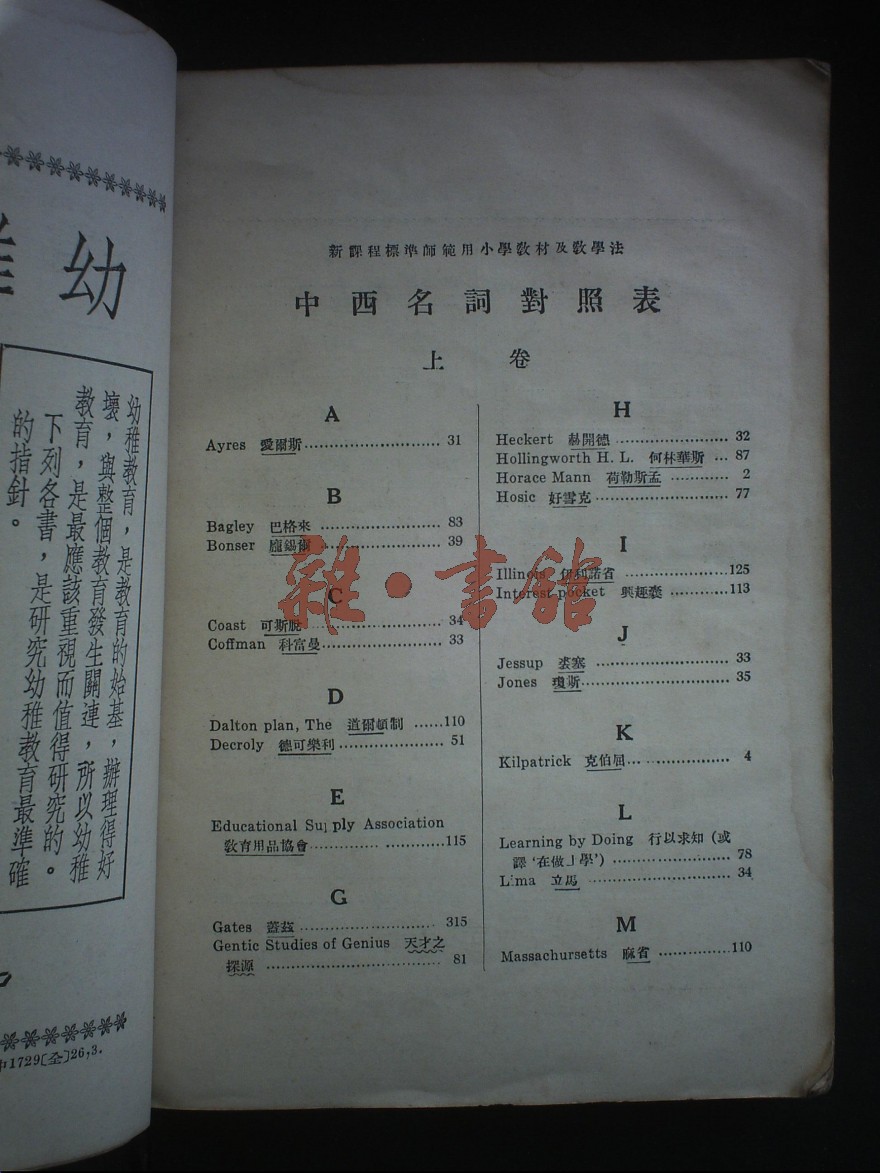 幼
幼稚教育，是教育的始基，辦理得好
壞，與整個教育發生關連，所以幼稚
教育，是最應該重視而值得研究的。
下列各書，是研究幼稚教育最準確
的指針。
1729〔全〕26,3.
新課程標準師範用小學教材及教學法
中西名詞對照表
上 卷
A
Ayres 愛爾斯 31
B
Bagley 巴格來 83
Bonser 龐錫爾 39
C
Coast 可斯脫 34
Coffman 科富曼 33
D
Dalton plan, The 道爾頓制 110
Decroly 德可樂利 51
E
Educational Supply Association
教育用品協會 115
G
Gates 蓋茲 315
Gentic Studies of Genius 天才之
探源 81
H
Heckert 赫開德 32
Hollingworth H. L. 何林華斯 87
Horace Mann 荷勒斯孟 2
Hosic 好雪克 77
I
Illinois 伊利諾省 125
Interest pocket 興趣囊 113
J
Jessup 裘塞 33
Jones 瓊斯 35
K
Kilpatrick 克伯屈 4
L
Learning by Doing 行以求知 (或
譯‘在做上學’) 78
Lima 立馬 34
M
Massachursetts 麻省 110
雜·書館